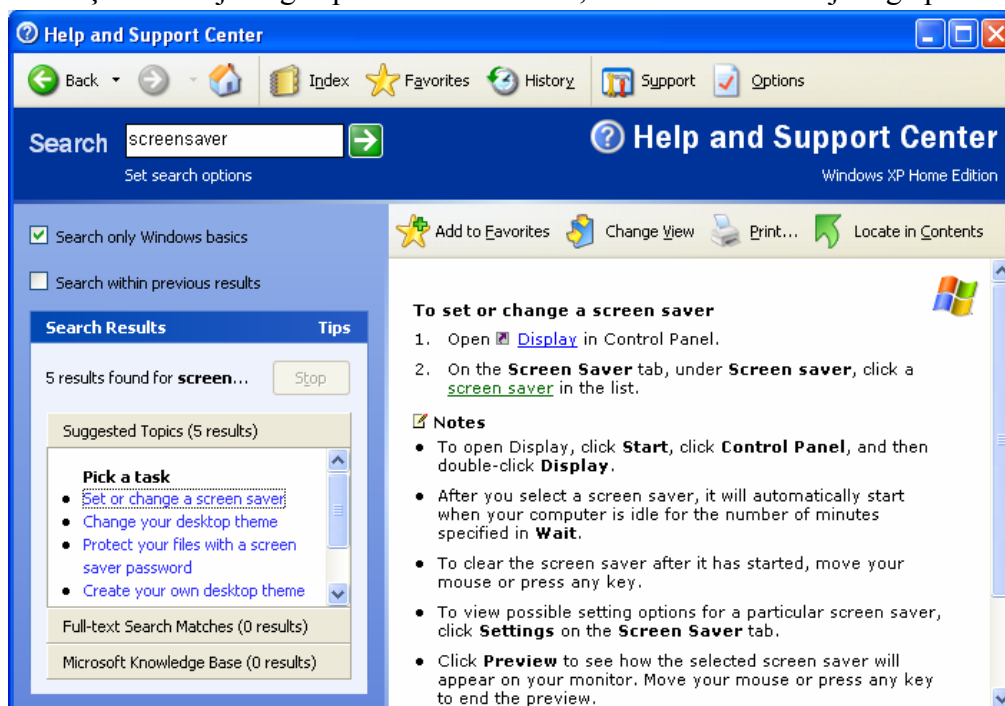 Help and Support Center
Back Index Favorites History Support Options
Search screensaver Help and Support Center
Set search options Windows XP Home Edition
Search only Windows basics
Search within previous results
Search Results Tips
5 results found for screen... Stop
Suggested Topics (5 results)
Pick a task
Set or change a screen saver
Change your desktop theme
Protect your files with a screen
saver password
Create your own desktop theme
Full-text Search Matches (0 results)
Microsoft Knowledge Base (0 results)
Add to Favorites Change View Print... Locate in Contents
To set or change a screen saver
1. Open Display in Control Panel.
2. On the Screen Saver tab, under Screen saver, click a
screen saver in the list.
Notes
• To open Display, click Start, click Control Panel, and then
double-click Display.
• After you select a screen saver, it will automatically start
when your computer is idle for the number of minutes
specified in Wait.
• To clear the screen saver after it has started, move your
mouse or press any key.
• To view possible setting options for a particular screen saver,
click Settings on the Screen Saver tab.
• Click Preview to see how the selected screen saver will
appear on your monitor. Move your mouse or press any key
to end the preview.